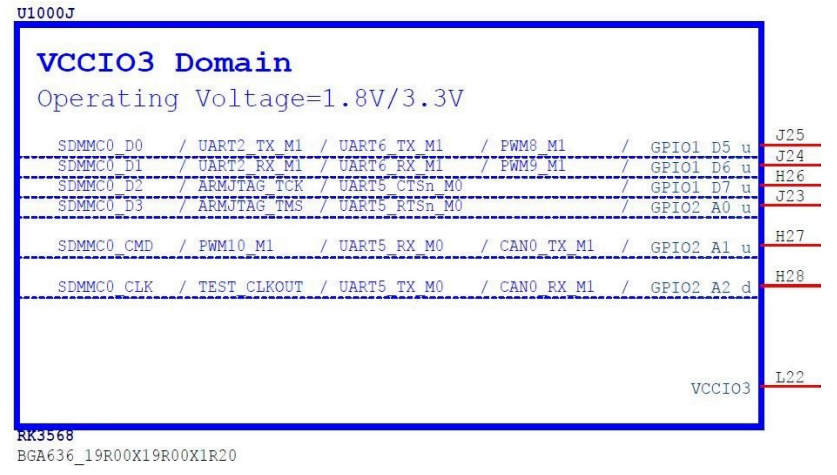 U1000J
VCCIO3 Domain
Operating Voltage=1.8V/3.3V
SDMMC0_D0 / UART2_TX_M1 / UART6_TX_M1 / PWM8_M1 / GPIO1_D5_u J25
SDMMC0_D1 / UART2_RX_M1 / UART6_RX_M1 / PWM9_M1 / GPIO1_D6_u J24
SDMMC0_D2 / ARMJTAG_TCK / UART5_CTSn_M0 / GPIO1_D7_u H26
SDMMC0_D3 / ARMJTAG_TMS / UART5_RTSn_M0 / GPIO2_A0_u J23
SDMMC0_CMD / PWM10_M1 / UART5_RX_M0 / CAN0_TX_M1 / GPIO2_A1_u H27
SDMMC0_CLK / TEST_CLKOUT / UART5_TX_M0 / CAN0_RX_M1 / GPIO2_A2_d H28
VCCIO3 L22
RK3568
BGA636_19R00X19R00X1R20